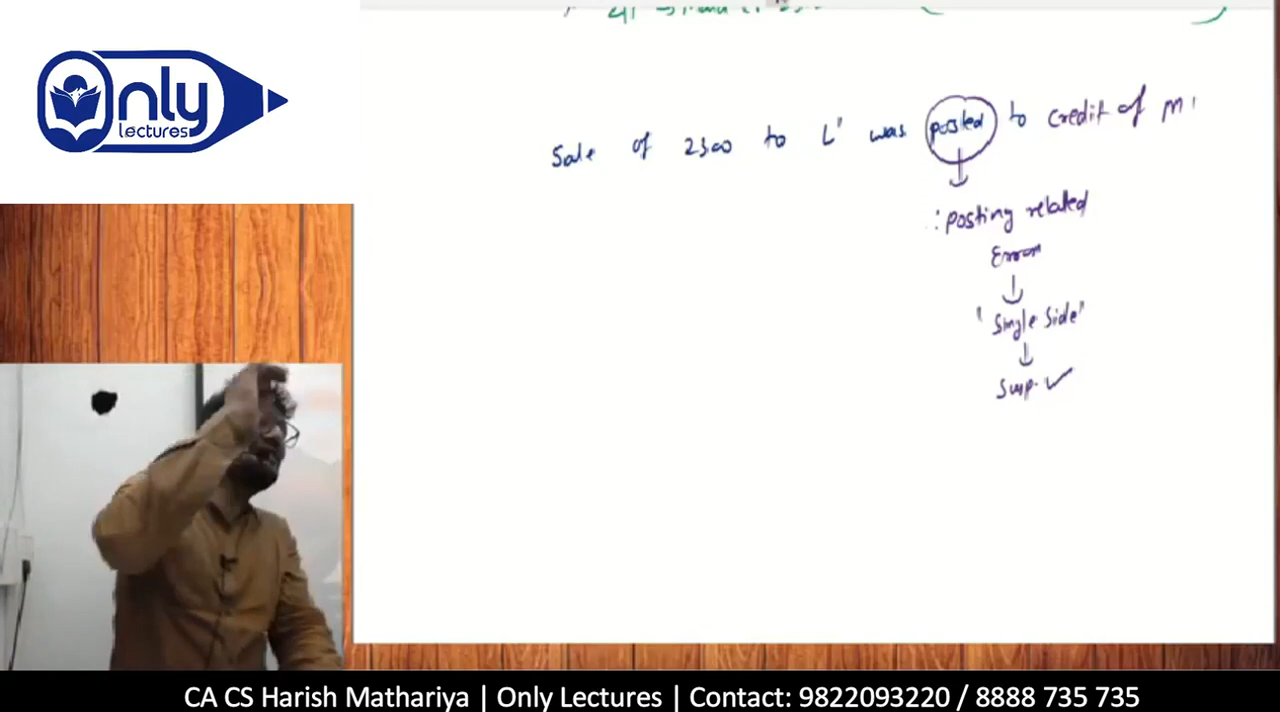 Only
lectures
Sale of 2300 to L' was posted to credit of M'
∴ Posting related
Error
'Single Side'
Susp. ✓
CA CS Harish Mathariya | Only Lectures | Contact: 9822093220 / 8888 735 735